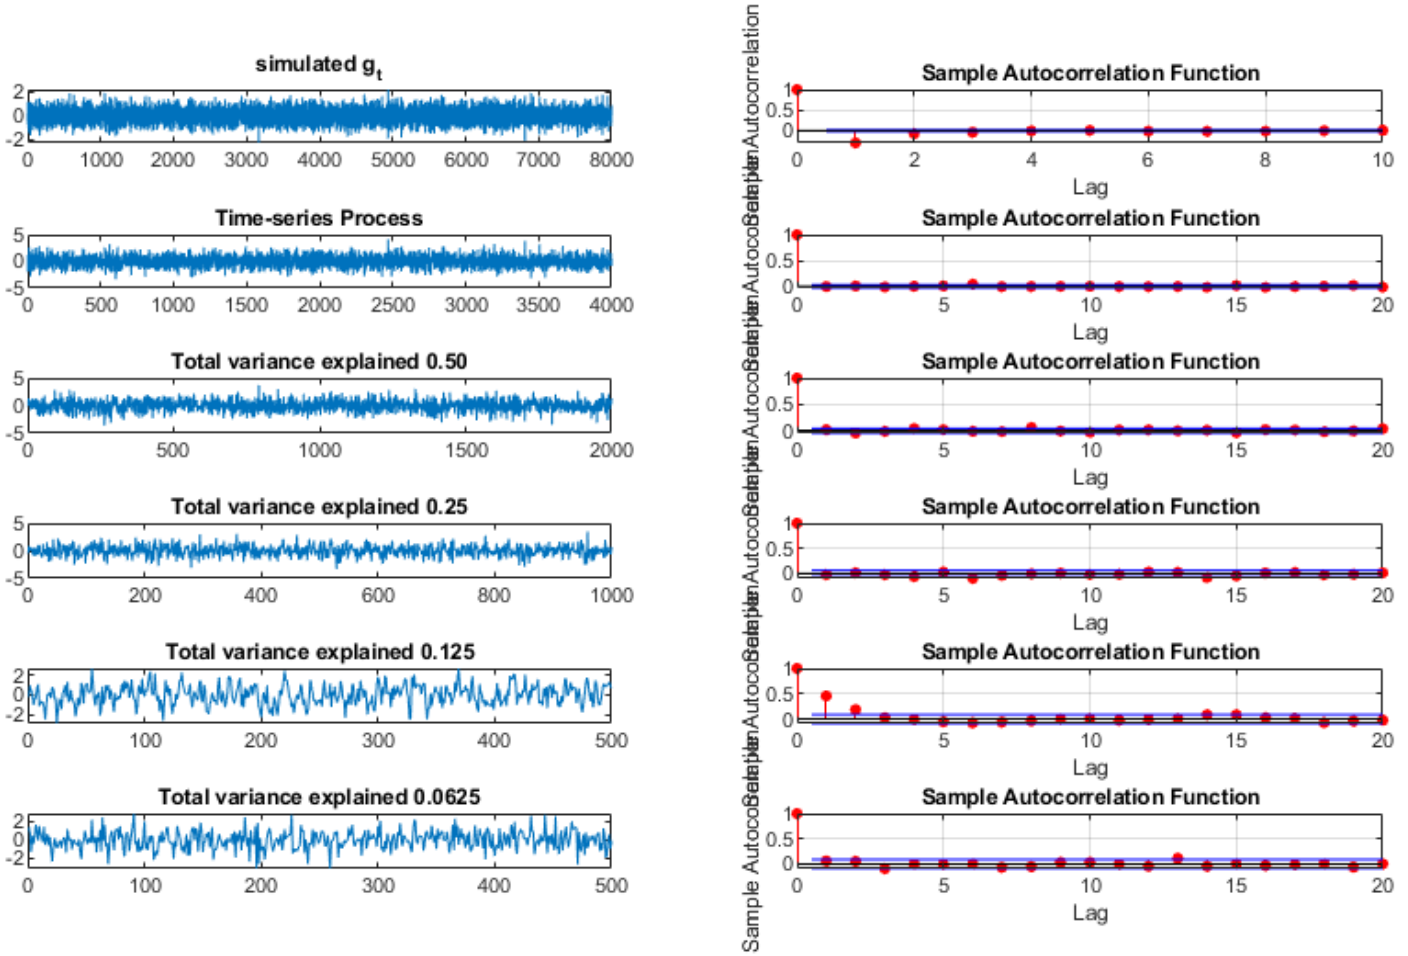 simulated g_t
2
0
-2
0 1000 2000 3000 4000 5000 6000 7000 8000
Time-series Process
5
0
-5
0 500 1000 1500 2000 2500 3000 3500 4000
Total variance explained 0.50
5
0
-5
0 500 1000 1500 2000
Total variance explained 0.25
5
0
-5
0 200 400 600 800 1000
Total variance explained 0.125
2
0
-2
0 100 200 300 400 500
Total variance explained 0.0625
2
0
-2
0 100 200 300 400 500
Sample Autocorrelation Function
1
0.5
0
0 2 4 6 8 10
Lag
Sample Autocorrelation Function
1
0.5
0
0 5 10 15 20
Lag
Sample Autocorrelation Function
1
0.5
0
0 5 10 15 20
Lag
Sample Autocorrelation Function
1
0.5
0
0 5 10 15 20
Lag
Sample Autocorrelation Function
1
0.5
0
0 5 10 15 20
Lag
Sample Autocorrelation Function
1
0.5
0
0 5 10 15 20
Lag
Autocorrelation
Sample